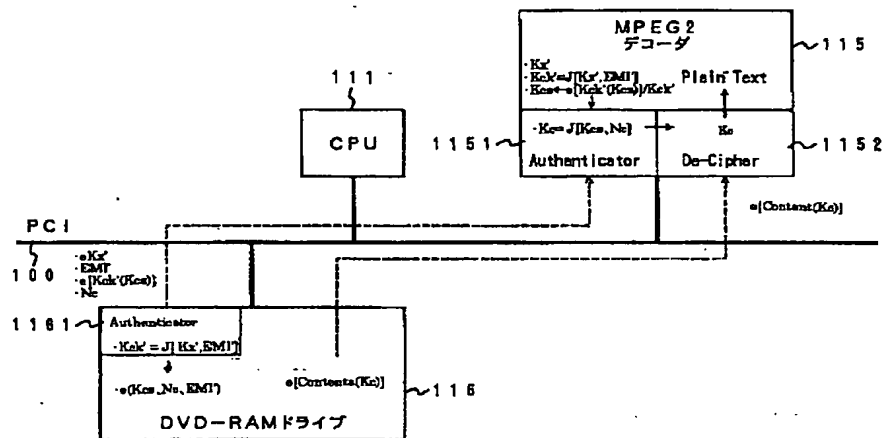 MPEG2
デコーダ
115
・Kx'
・Kck'=J[Kx',EMI']
・Kcs←e[Kck'(Kcs)]/Kck'
Plain Text
111
CPU
1151
・Kc=J[Kcs,Nc]
Kc
1152
Authenticator
De-Cipher
e[Content(Kc)]
PCI
100
・eKx'
・EMI'
・e[Kck'(Kcs)]
・Nc
1161
Authenticator
・Kck'=J[Kx',EMI']
・e(Kcs、Nc、EMI')
e[Contents(Kc)]
116
DVD-RAMドライブ